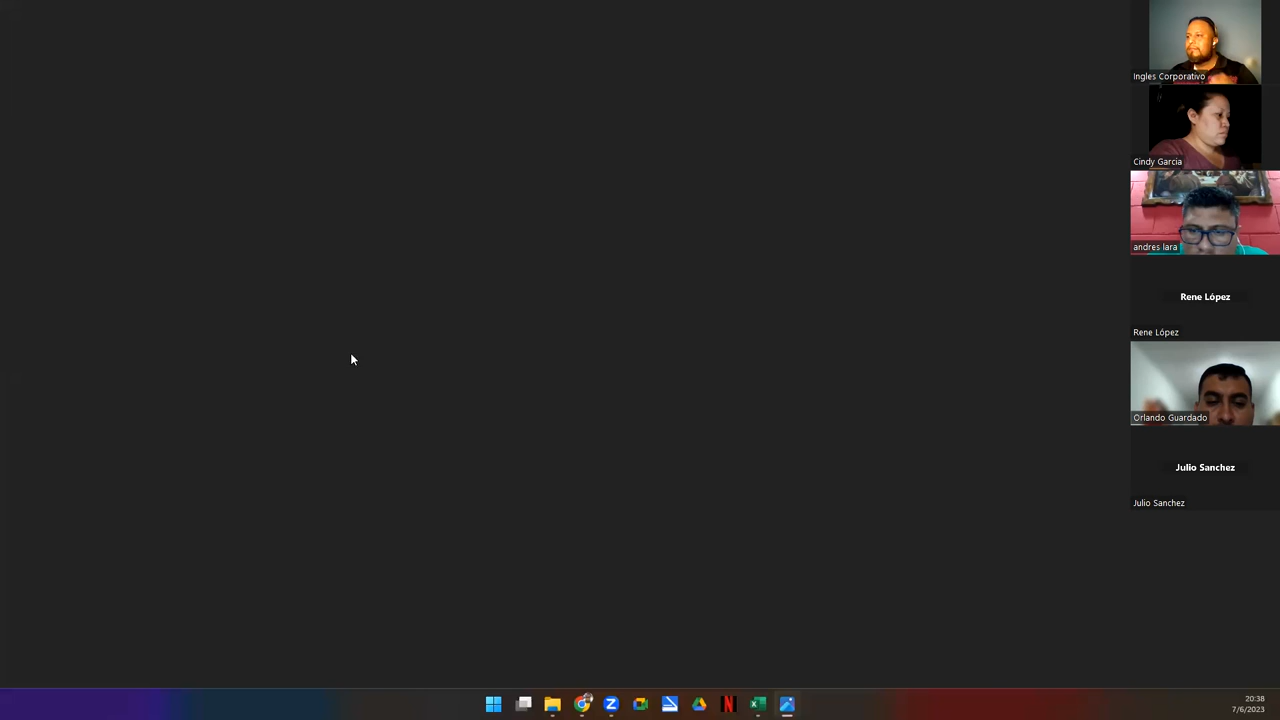 Ingles Corporativo
Cindy Garcia
andres lara
Rene López
Rene López
Orlando Guardado
Julio Sanchez
Julio Sanchez
20:38
7/6/2023